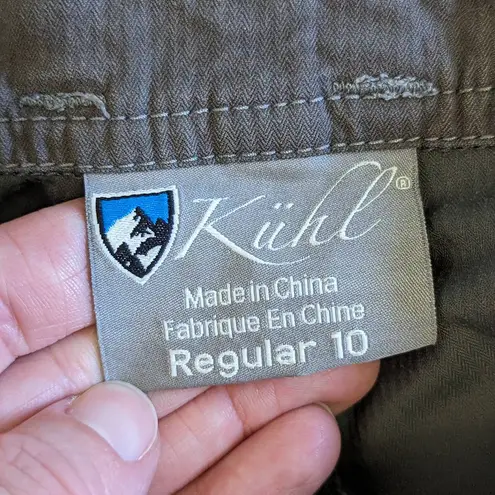 Kühl®
Made in China
Fabrique En Chine
Regular 10